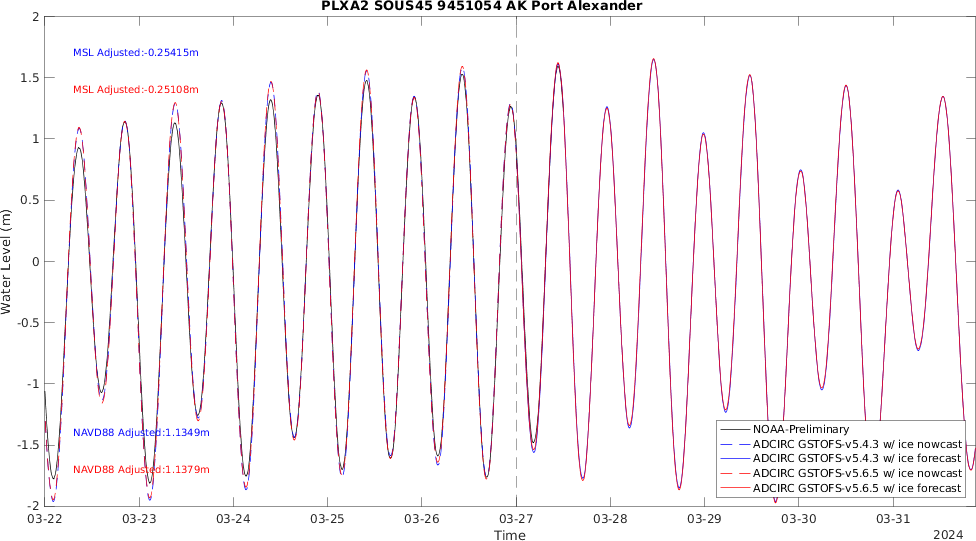 PLXA2 SOUS45 9451054 AK Port Alexander
2
1.5
1
0.5
0
-0.5
-1
-1.5
-2
Water Level (m)
MSL Adjusted:-0.25415m
MSL Adjusted:-0.25108m
NAVD88 Adjusted:1.1349m
NAVD88 Adjusted:1.1379m
NOAA-Preliminary
ADCIRC GSTOFS-v5.4.3 w/ ice nowcast
ADCIRC GSTOFS-v5.4.3 w/ ice forecast
ADCIRC GSTOFS-v5.6.5 w/ ice nowcast
ADCIRC GSTOFS-v5.6.5 w/ ice forecast
03-22 03-23 03-24 03-25 03-26 03-27 03-28 03-29 03-30 03-31
Time
2024